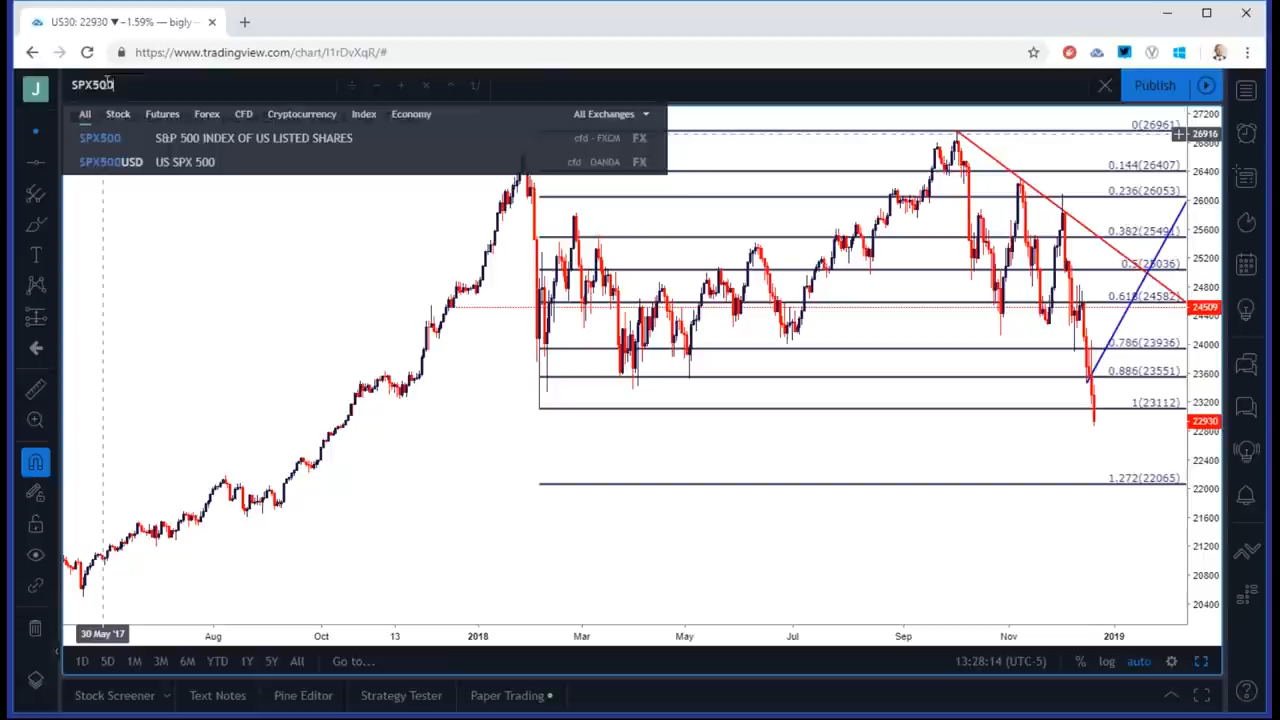 US30: 22930 ▼−1.59% — bigly -
https://www.tradingview.com/chart/I1rDvXqR/#
J
SPX500
Publish
All Stock Futures Forex CFD Cryptocurrency Index Economy All Exchanges
SPX500 S&P 500 INDEX OF US LISTED SHARES cfd - FXCM FX
SPX500USD US SPX 500 cfd OANDA FX
0(26961)
0.144(26407)
0.236(26053)
0.382(25491)
0.5(25036)
0.618(24582)
0.786(23936)
0.886(23551)
1(23112)
1.272(22065)
27200
26916
26800
26400
26000
25600
25200
24800
24509
24400
24000
23600
23200
22930
22800
22400
22000
21600
21200
20800
20400
30 May '17 Aug Oct 13 2018 Mar May Jul Sep Nov 2019
1D 5D 1M 3M 6M YTD 1Y 5Y All Go to... 13:28:14 (UTC-5) % log auto
Stock Screener Text Notes Pine Editor Strategy Tester Paper Trading